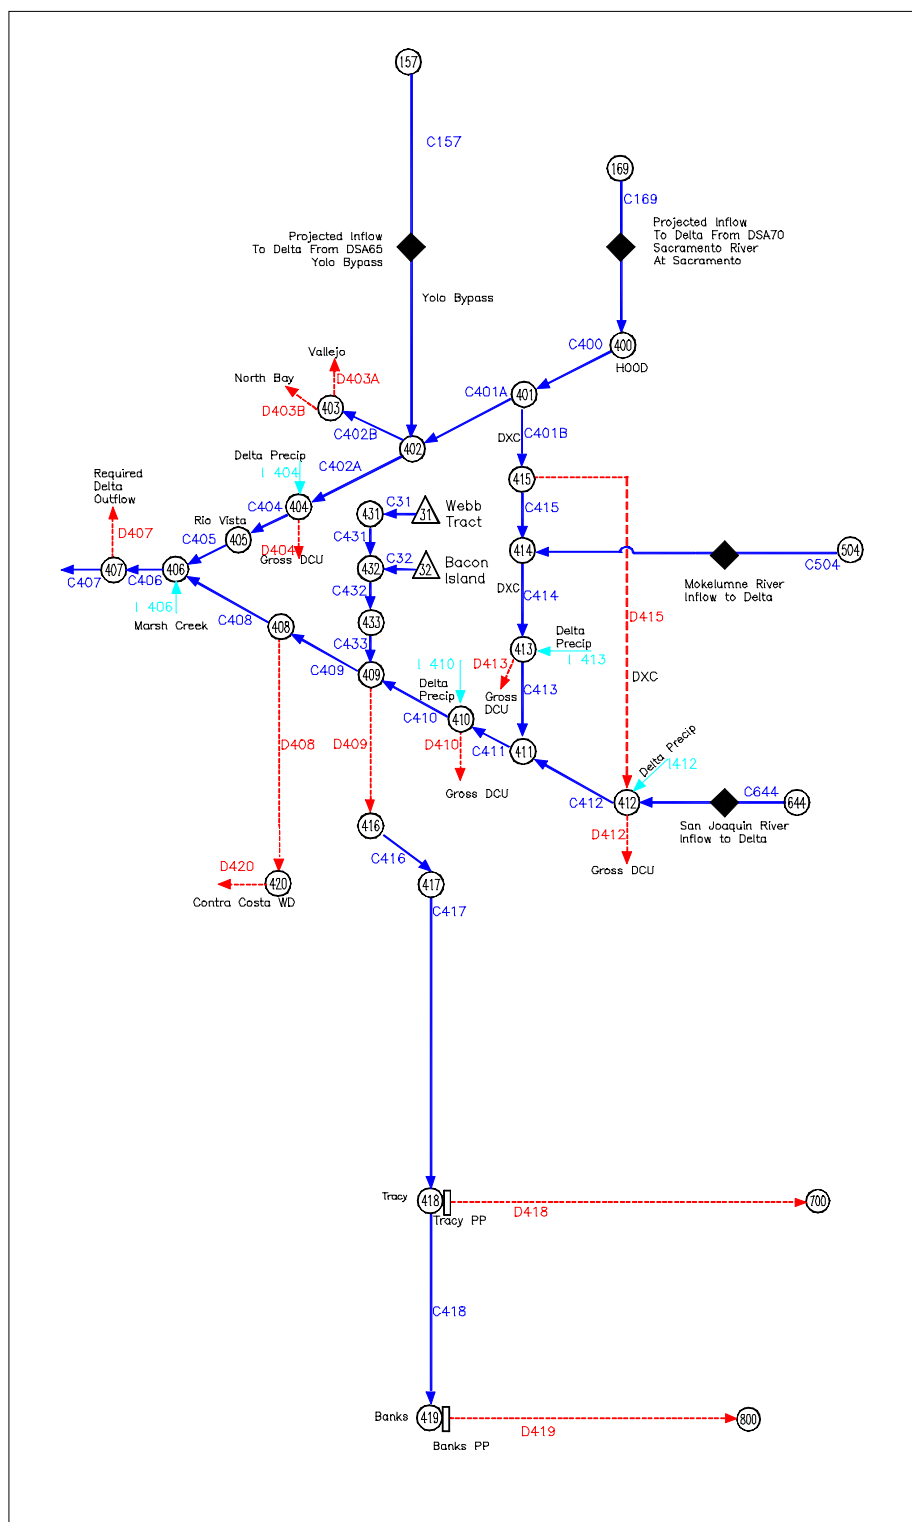 157
C157
169
C169
Projected Inflow
To Delta From DSA65
Yolo Bypass
Projected Inflow
To Delta From DSA70
Sacramento River
At Sacramento
Yolo Bypass
C400
400
HOOD
Vallejo
D403A
North Bay
D403B
403
C401A
401
C402B
402
DXC
C401B
Delta Precip
I 404
C402A
Required
Delta
Outflow
415
404
C404
C31
31
Webb
Tract
431
C415
Rio Vista
405
D404
Gross DCU
C431
D407
C405
C407
407
C406
406
432
C32
32
Bacon
Island
414
504
C504
I 406
Marsh Creek
C432
DXC
C414
Mokelumne River
Inflow to Delta
C408
408
433
D415
Delta
Precip
I 413
413
C433
C409
409
I 410
Delta
Precip
D413
Gross
DCU
C413
DXC
C410
410
D408
D409
D410
C411
411
Delta Precip
I412
Gross DCU
C412
412
C644
644
416
D412
San Joaquin River
Inflow to Delta
C416
Gross DCU
D420
420
Contra Costa WD
417
C417
Tracy
418
Tracy PP
D418
700
C418
Banks
419
Banks PP
D419
800